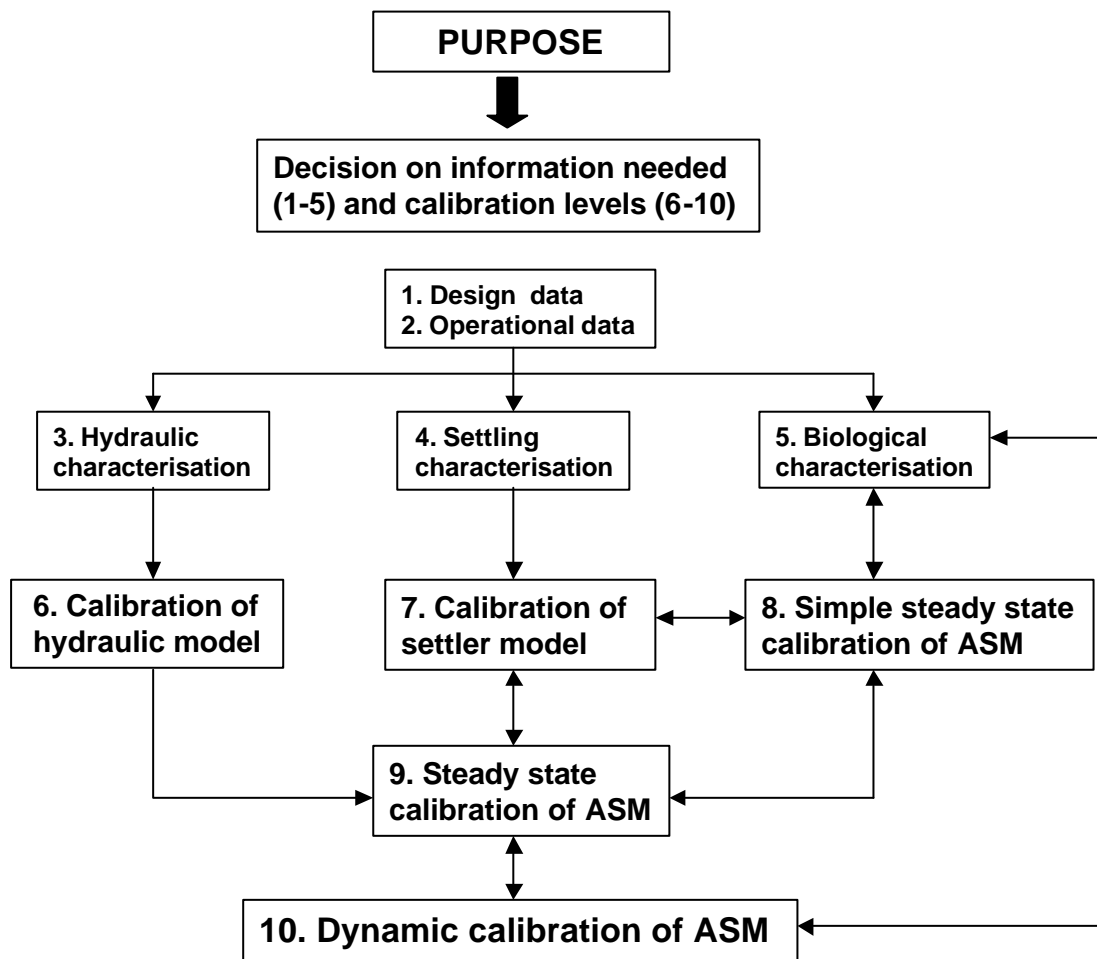 PURPOSE
Decision on information needed
(1-5) and calibration levels (6-10)
1. Design data
2. Operational data
3. Hydraulic
characterisation
4. Settling
characterisation
5. Biological
characterisation
6. Calibration of
hydraulic model
7. Calibration of
settler model
8. Simple steady state
calibration of ASM
9. Steady state
calibration of ASM
10. Dynamic calibration of ASM